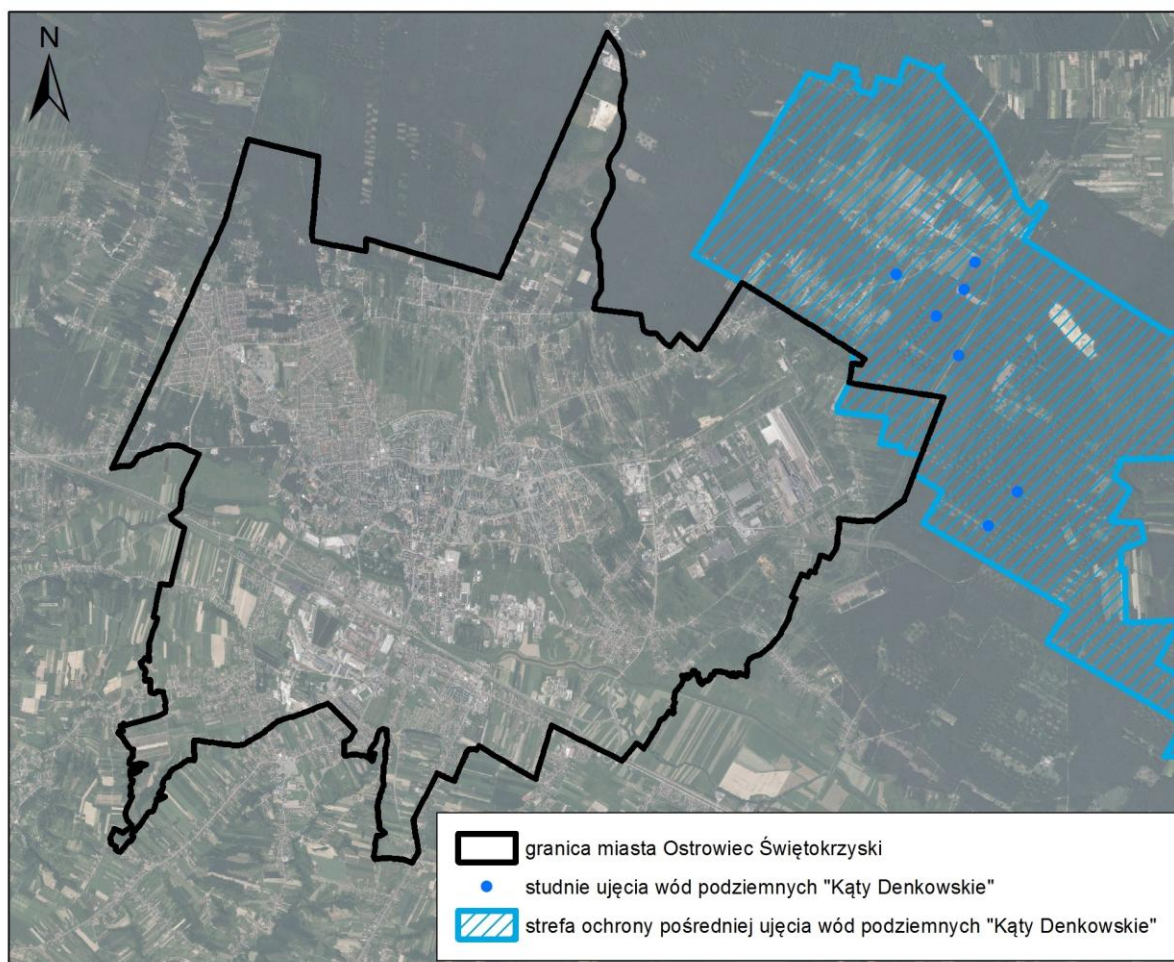 N
granica miasta Ostrowiec Świętokrzyski
studnie ujęcia wód podziemnych "Kąty Denkowskie"
strefa ochrony pośredniej ujęcia wód podziemnych "Kąty Denkowskie"